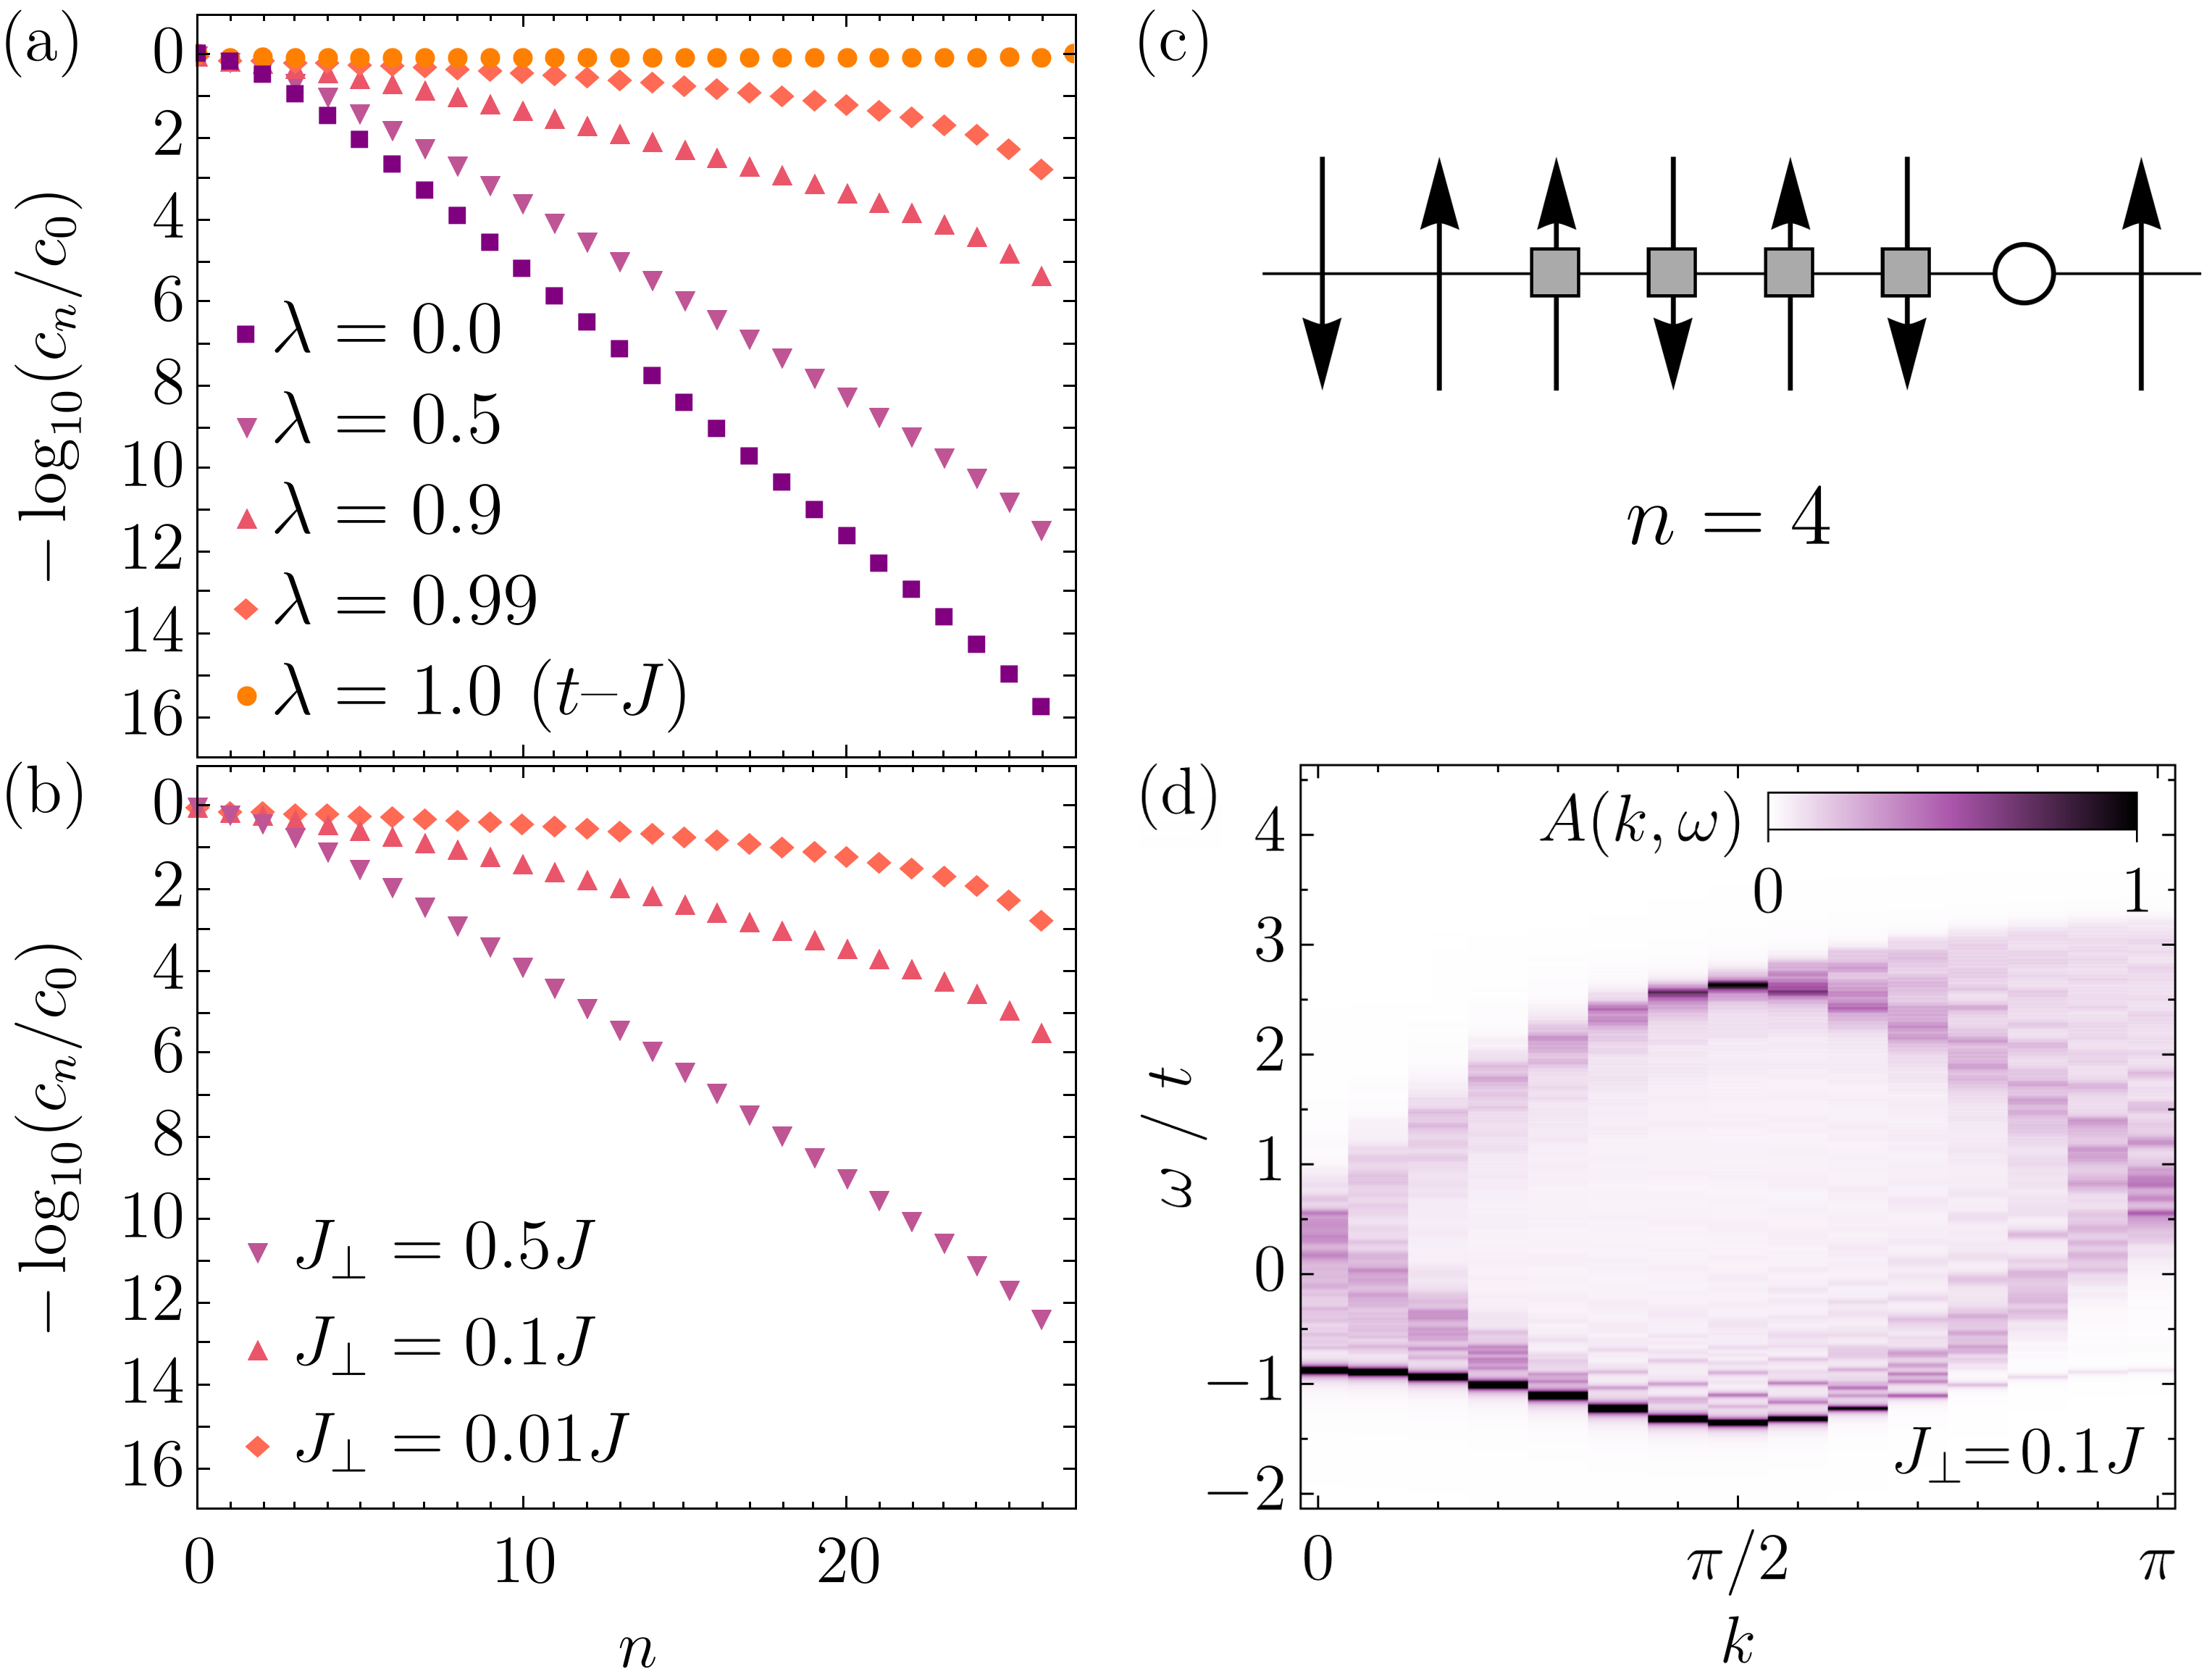 (a)
− log₁₀(cₙ/c₀)
0
2
4
6
8
10
12
14
16
λ = 0.0
λ = 0.5
λ = 0.9
λ = 0.99
λ = 1.0 (t–J)
(b)
− log₁₀(cₙ/c₀)
0
2
4
6
8
10
12
14
16
J⊥ = 0.5J
J⊥ = 0.1J
J⊥ = 0.01J
0 10 20
n
(c)
n = 4
(d)
A(k, ω)
0 1
ω / t
4
3
2
1
0
−1
−2
J⊥=0.1J
0 π/2 π
k